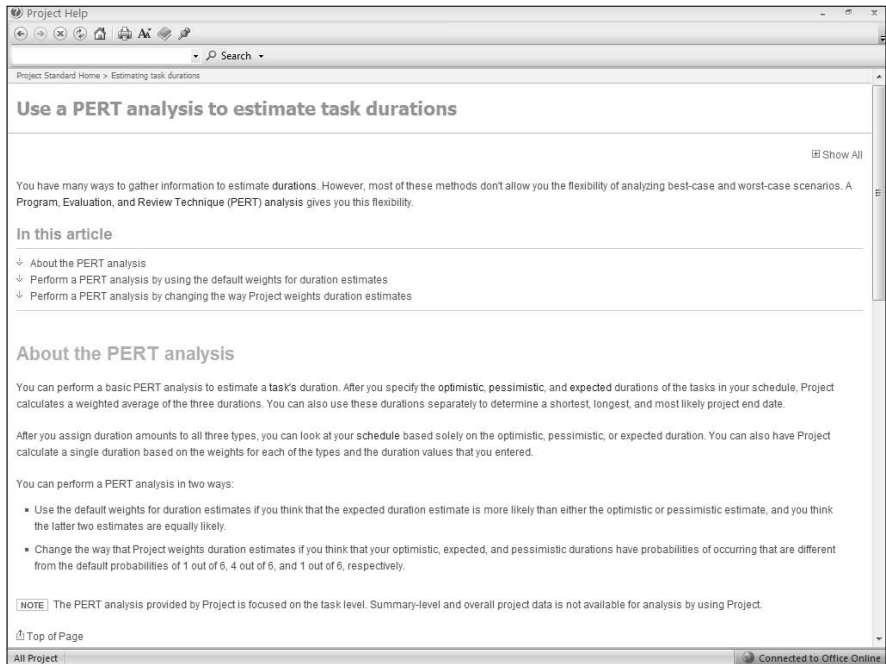 Project Help
Search
Project Standard Home > Estimating task durations
Use a PERT analysis to estimate task durations
Show All
You have many ways to gather information to estimate durations. However, most of these methods don't allow you the flexibility of analyzing best-case and worst-case scenarios. A
Program, Evaluation, and Review Technique (PERT) analysis gives you this flexibility.
In this article
About the PERT analysis
Perform a PERT analysis by using the default weights for duration estimates
Perform a PERT analysis by changing the way Project weights duration estimates
About the PERT analysis
You can perform a basic PERT analysis to estimate a task's duration. After you specify the optimistic, pessimistic, and expected durations of the tasks in your schedule, Project
calculates a weighted average of the three durations. You can also use these durations separately to determine a shortest, longest, and most likely project end date.
After you assign duration amounts to all three types, you can look at your schedule based solely on the optimistic, pessimistic, or expected duration. You can also have Project
calculate a single duration based on the weights for each of the types and the duration values that you entered.
You can perform a PERT analysis in two ways:
▪ Use the default weights for duration estimates if you think that the expected duration estimate is more likely than either the optimistic or pessimistic estimate, and you think
the latter two estimates are equally likely.
▪ Change the way that Project weights duration estimates if you think that your optimistic, expected, and pessimistic durations have probabilities of occurring that are different
from the default probabilities of 1 out of 6, 4 out of 6, and 1 out of 6, respectively.
NOTE The PERT analysis provided by Project is focused on the task level. Summary-level and overall project data is not available for analysis by using Project.
Top of Page
All Project
Connected to Office Online